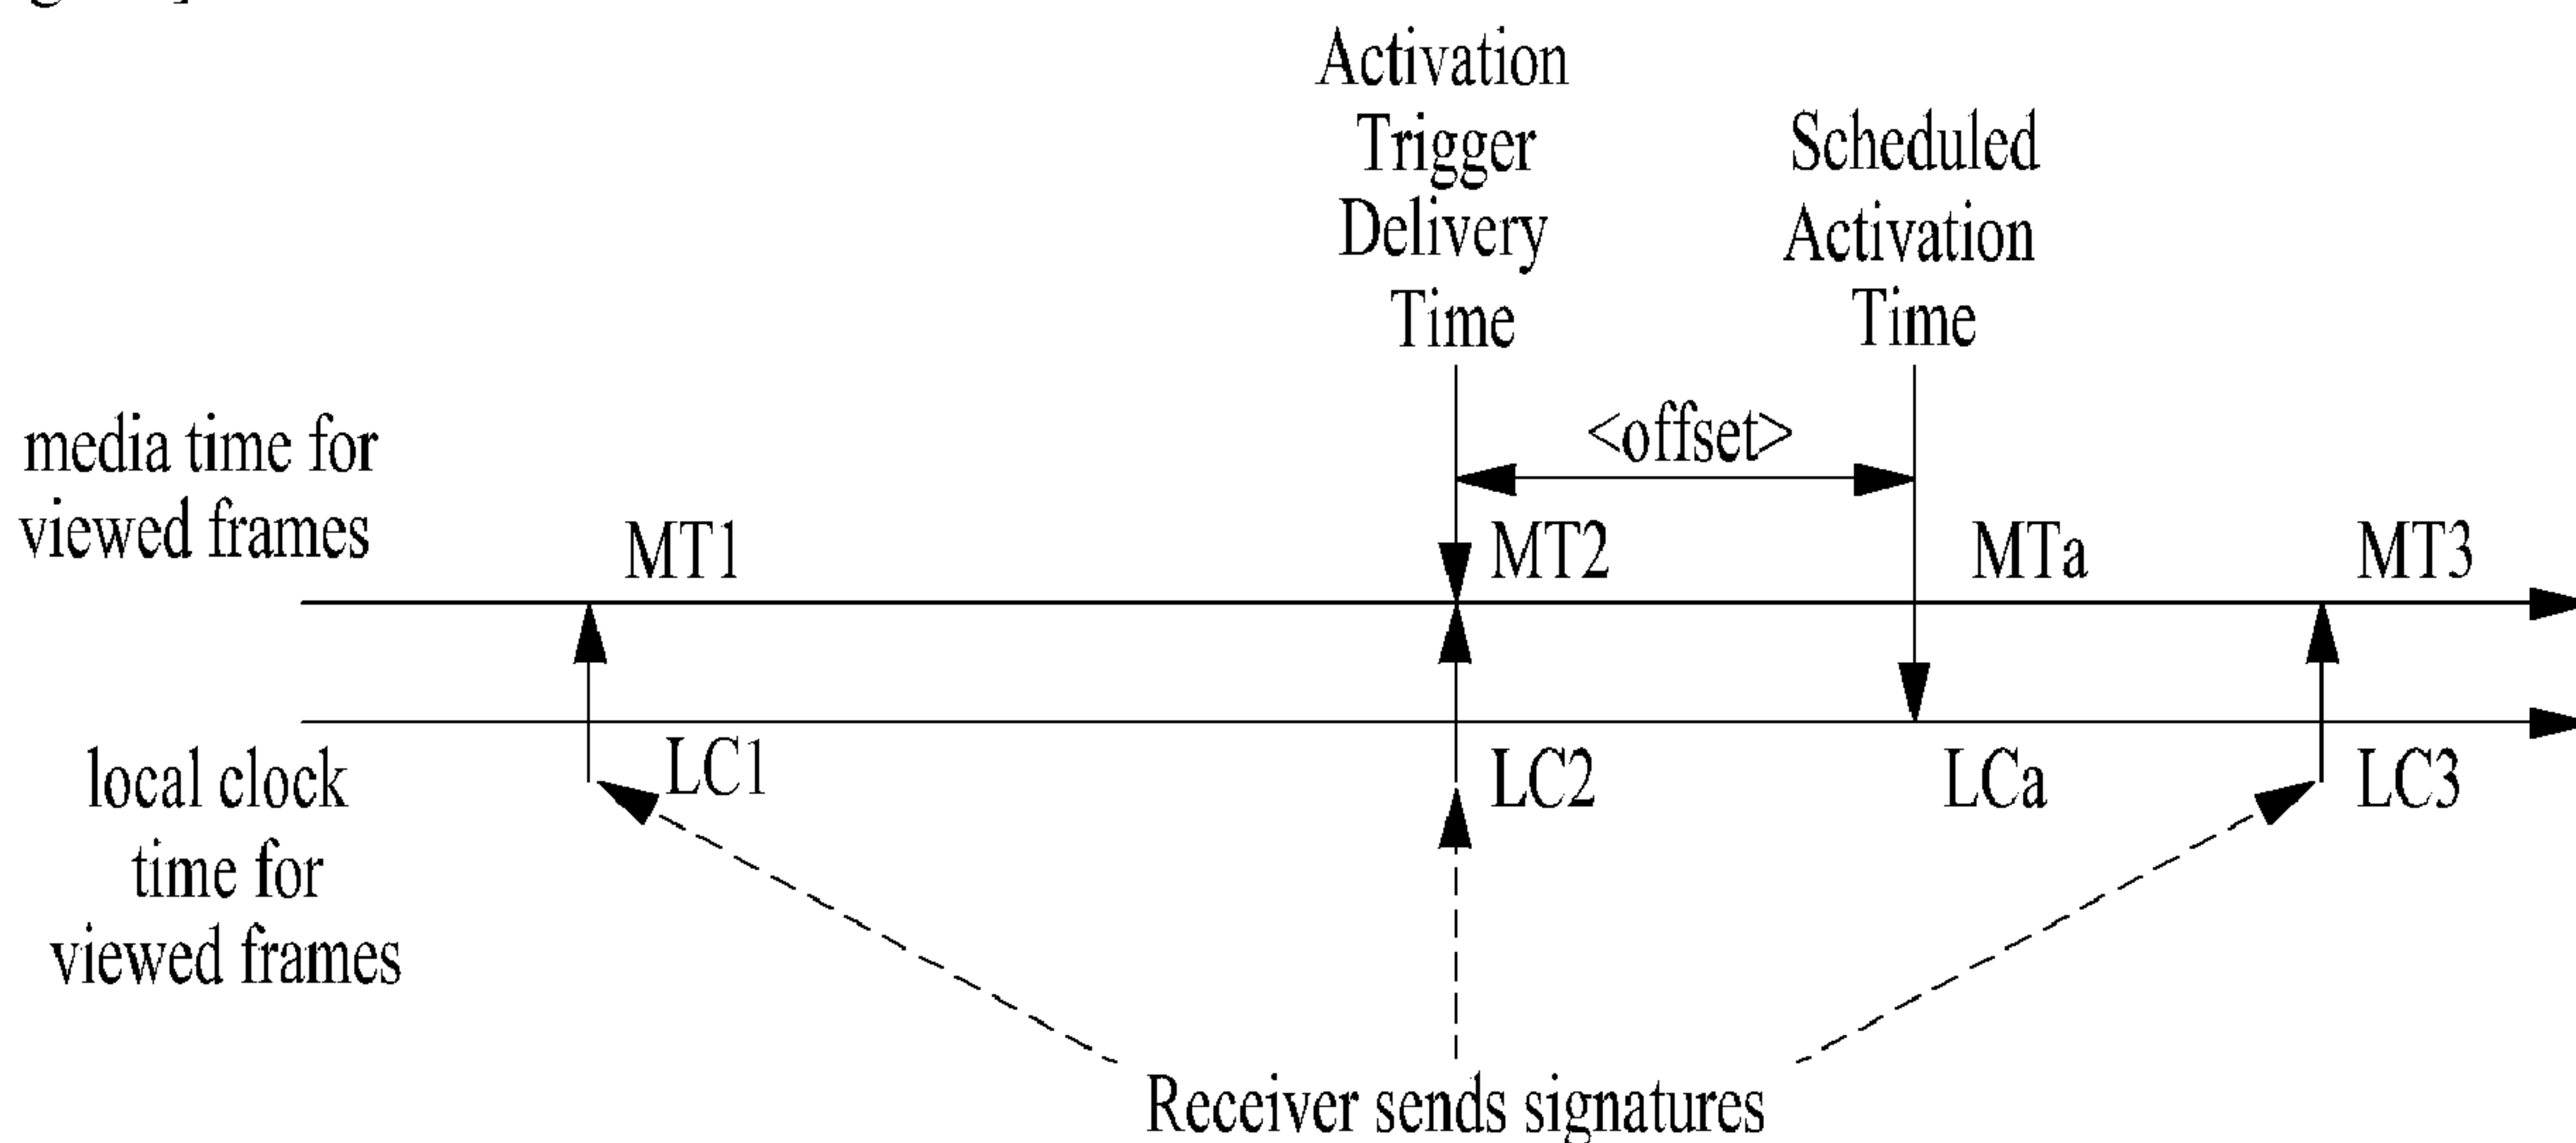 Activation
Trigger
Delivery
Time
Scheduled
Activation
Time
<offset>
media time for
viewed frames
MT1
MT2
MTa
MT3
LC1
LC2
LCa
LC3
local clock
time for
viewed frames
Receiver sends signatures